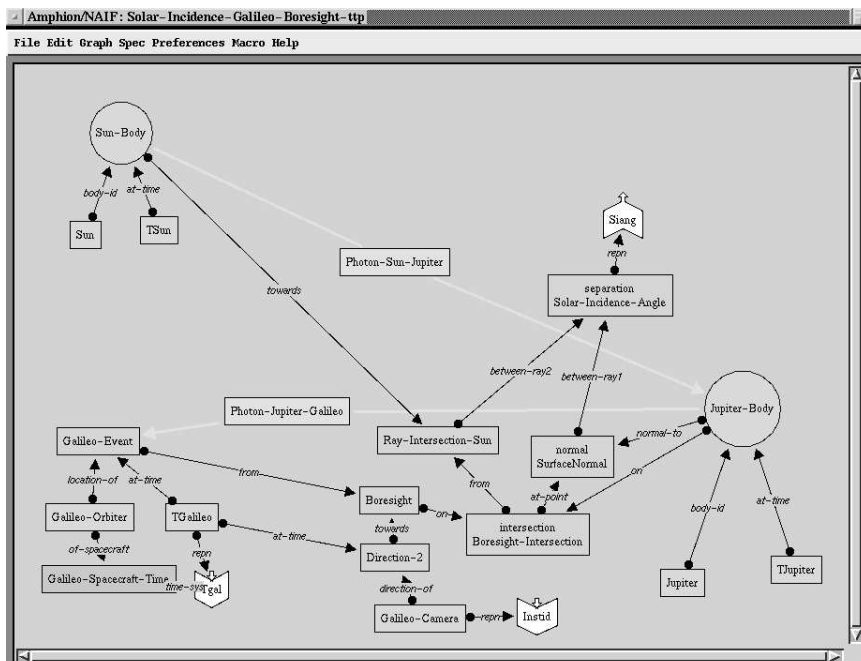 Amphion/NAIF: Solar-Incidence-Galileo-Boresight-ttp
File Edit Graph Spec Preferences Macro Help
Sun-Body
body-id
at-time
Sun
TSun
Siang
repn
Photon-Sun-Jupiter
separation
Solar-Incidence-Angle
towards
between-ray2
between-ray1
Photon-Jupiter-Galileo
Jupiter-Body
Galileo-Event
Ray-Intersection-Sun
normal
SurfaceNormal
normal-to
location-of
at-time
from
from
on
Boresight
on
at-point
Galileo-Orbiter
TGalileo
towards
at-time
intersection
Boresight-Intersection
body-id
at-time
of-spacecraft
repn
Direction-2
Galileo-Spacecraft-Time
time-sys
Tgal
direction-of
Jupiter
TJupiter
Galileo-Camera
repn
Instid